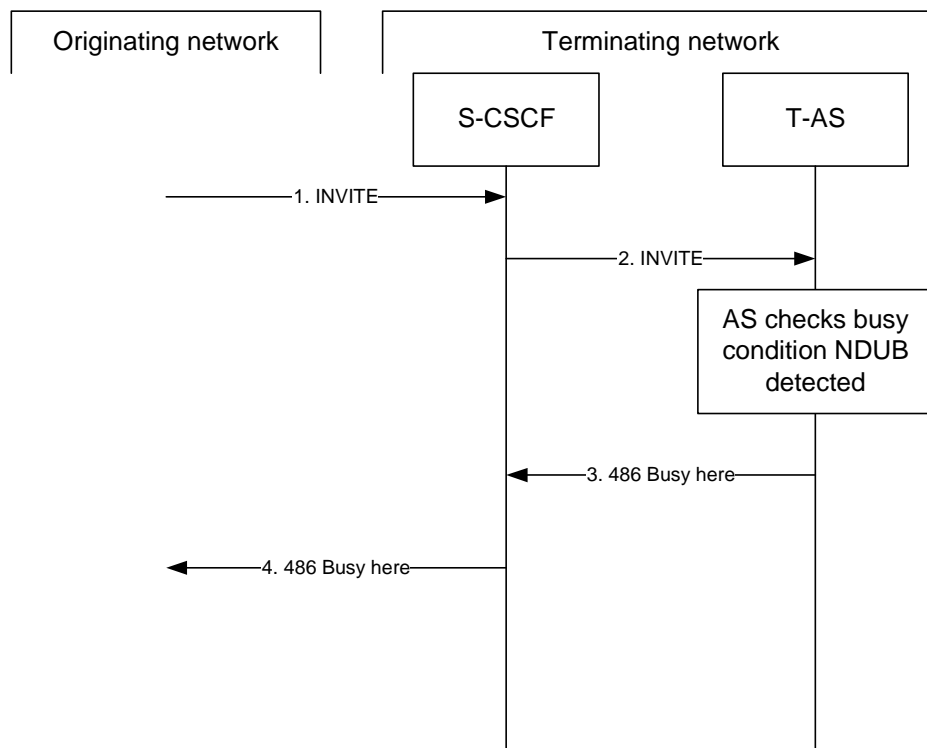 Originating network
Terminating network
S-CSCF
T-AS
1. INVITE
2. INVITE
AS checks busy
condition NDUB
detected
3. 486 Busy here
4. 486 Busy here